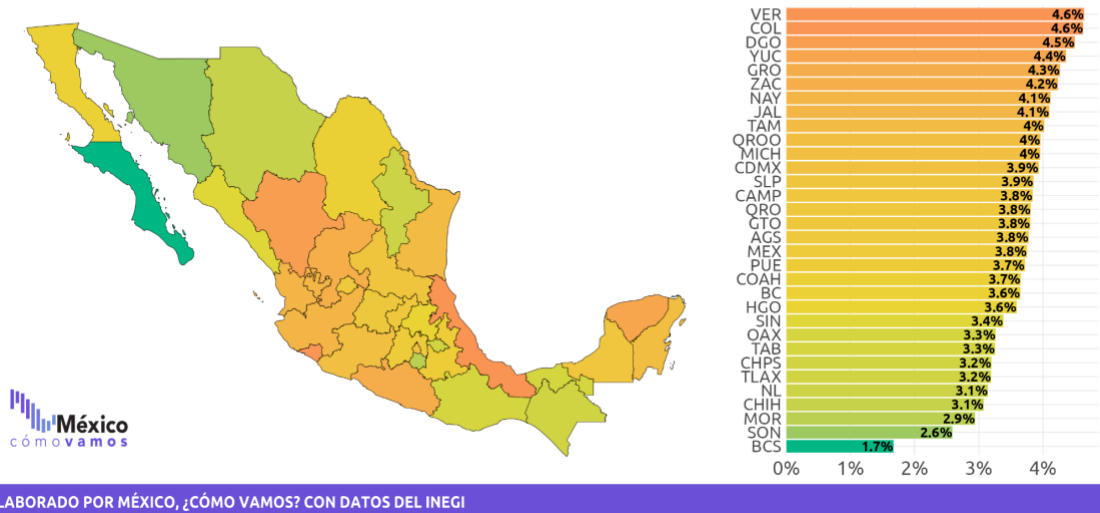 VER 4.6%
COL 4.6%
DGO 4.5%
YUC 4.4%
GRO 4.3%
ZAC 4.2%
NAY 4.1%
JAL 4.1%
TAM 4%
QROO 4%
MICH 4%
CDMX 3.9%
SLP 3.9%
CAMP 3.8%
QRO 3.8%
GTO 3.8%
AGS 3.8%
MEX 3.8%
PUE 3.7%
COAH 3.7%
BC 3.6%
HGO 3.6%
SIN 3.4%
OAX 3.3%
TAB 3.3%
CHPS 3.2%
TLAX 3.2%
NL 3.1%
CHIH 3.1%
MOR 2.9%
SON 2.6%
BCS 1.7%
0% 1% 2% 3% 4%
México
cómovamos
LABORADO POR MÉXICO, ¿CÓMO VAMOS? CON DATOS DEL INEGI